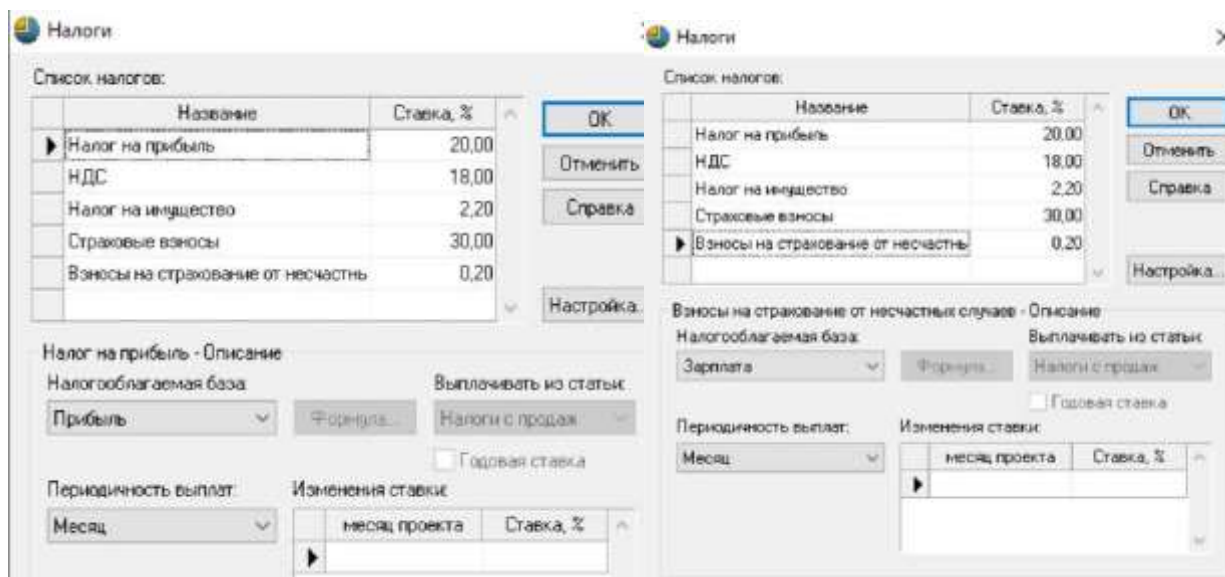 Налоги
Список налогов:
Название Ставка, %
Налог на прибыль 20,00
НДС 18,00
Налог на имущество 2,20
Страховые взносы 30,00
Взносы на страхование от несчастнь 0,20
OK
Отменить
Справка
Настройка...
Налог на прибыль - Описание
Налогооблагаемая база: Выплачивать из статьи:
Прибыль Формула... Налоги с продаж
Годовая ставка
Периодичность выплат: Изменения ставки:
Месяц месяц проекта Ставка, %
Налоги
Список налогов:
Название Ставка, %
Налог на прибыль 20,00
НДС 18,00
Налог на имущество 2,20
Страховые взносы 30,00
Взносы на страхование от несчастнь 0,20
OK
Отменить
Справка
Настройка...
Взносы на страхование от несчастных случаев - Описание
Налогооблагаемая база: Выплачивать из статьи:
Зарплата Формула... Налоги с продаж
Годовая ставка
Периодичность выплат: Изменения ставки:
Месяц месяц проекта Ставка, %